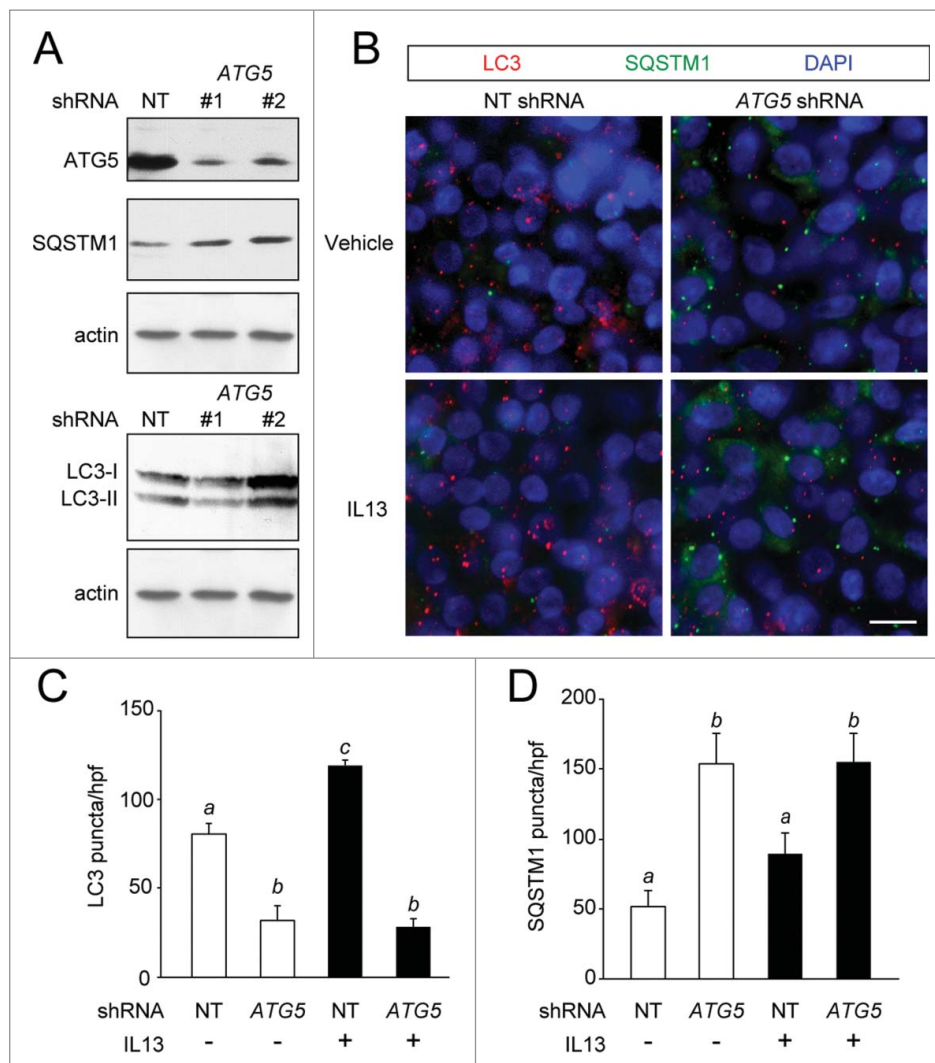 A
ATG5
shRNA NT #1 #2
ATG5
SQSTM1
actin
ATG5
shRNA NT #1 #2
LC3-I
LC3-II
actin
B
LC3 SQSTM1 DAPI
NT shRNA ATG5 shRNA
Vehicle
IL13
C
LC3 puncta/hpf
150
100
50
0
a
b
c
b
shRNA NT ATG5 NT ATG5
IL13 - - + +
D
SQSTM1 puncta/hpf
200
150
100
50
0
a
b
a
b
shRNA NT ATG5 NT ATG5
IL13 - - + +